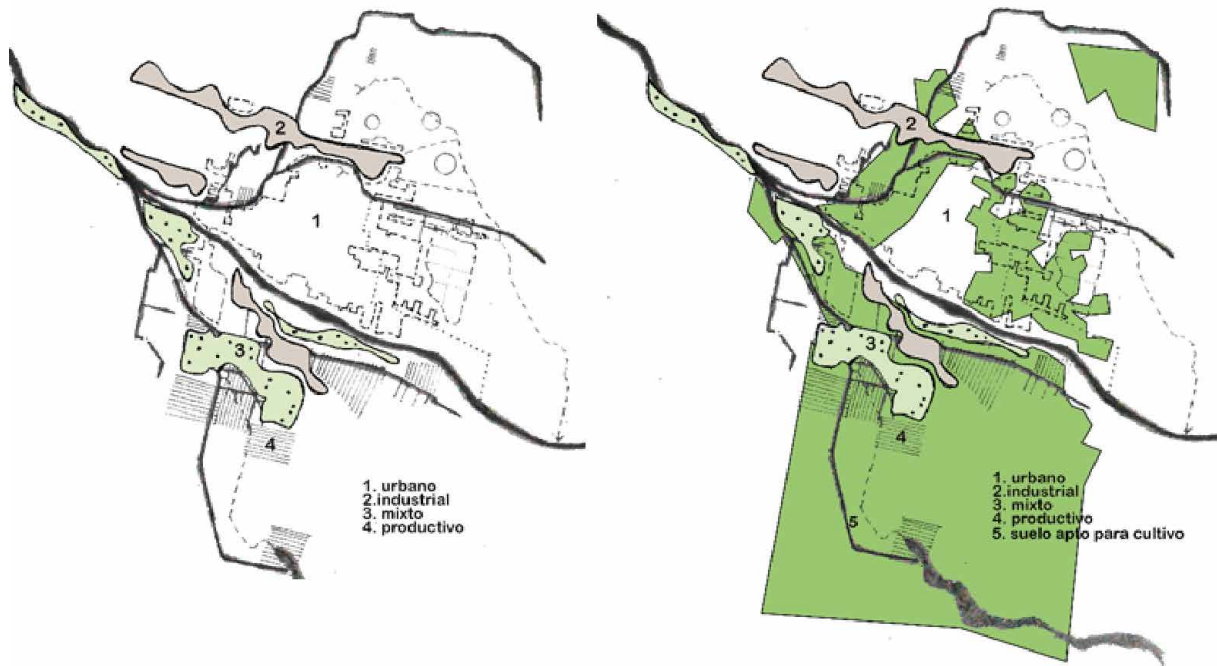 2
1
3
4
1. urbano
2.industrial
3. mixto
4. productivo
2
1
3
4
5
1. urbano
2.industrial
3. mixto
4. productivo
5. suelo apto para cultivo